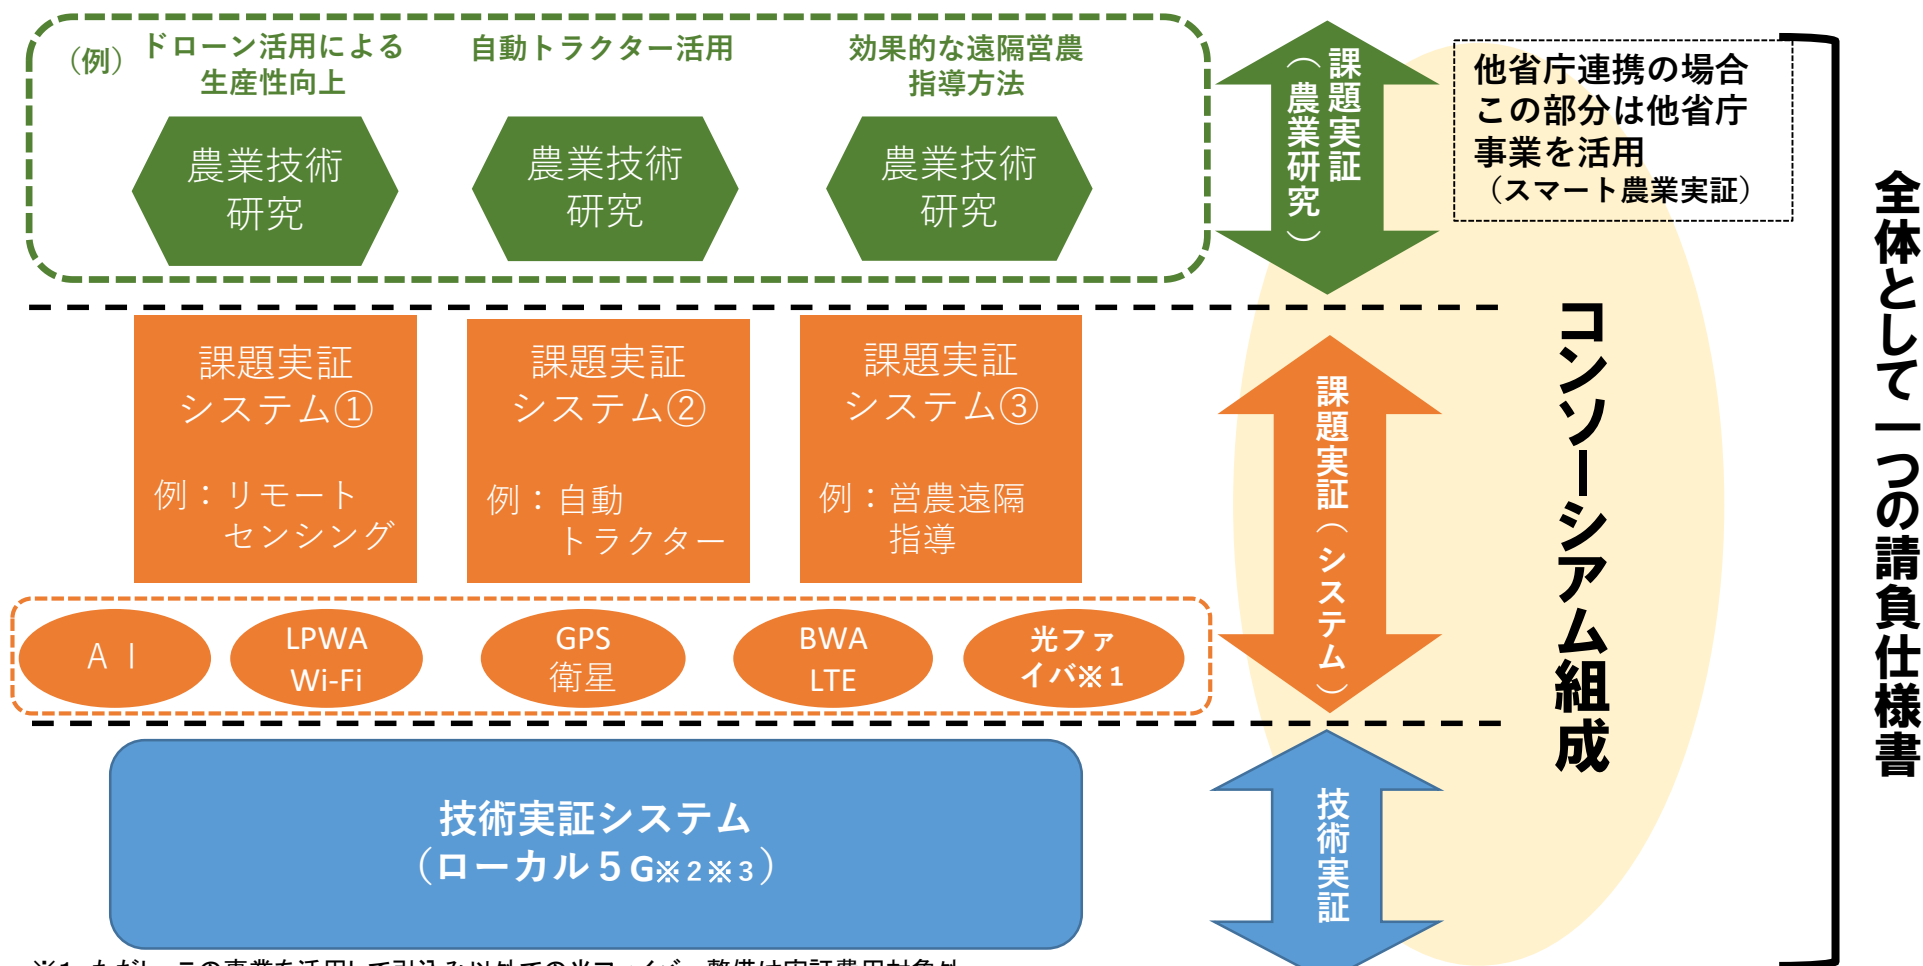 （例）
ドローン活用による
生産性向上
自動トラクター活用
効果的な遠隔営農
指導方法
農業技術
研究
農業技術
研究
農業技術
研究
課題実証
（農業研究）
他省庁連携の場合
この部分は他省庁
事業を活用
（スマート農業実証）
課題実証
システム①
例：リモート
センシング
課題実証
システム②
例：自動
トラクター
課題実証
システム③
例：営農遠隔
指導
課題実証（システム）
ＡＩ
LPWA
Wi-Fi
GPS
衛星
BWA
LTE
光ファ
イバ※１
技術実証システム
（ローカル５G※２※３）
技術実証
コンソーシアム組成
全体として一つの請負仕様書